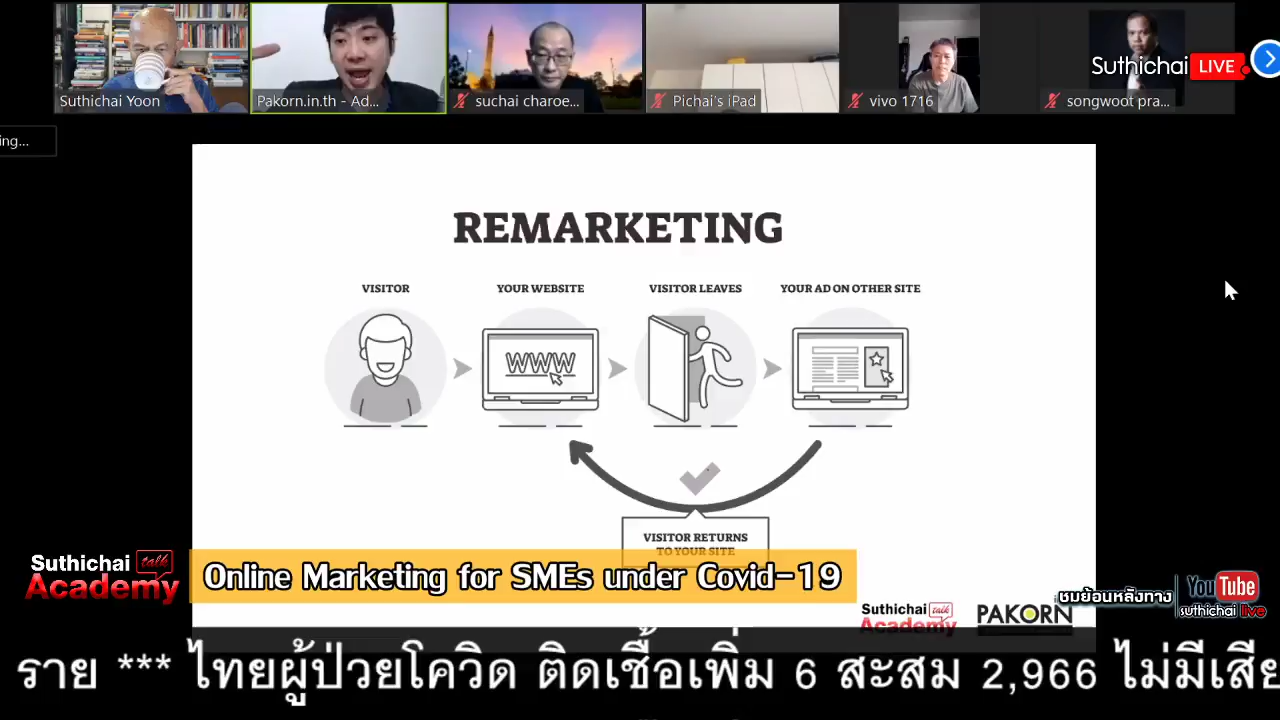 Suthichai LIVE
Suthichai Yoon
Pakorn.in.th - Ad...
suchai charoe...
Pichai's iPad
vivo 1716
songwoot pra...
ing...
REMARKETING
VISITOR
YOUR WEBSITE
VISITOR LEAVES
YOUR AD ON OTHER SITE
WWW
VISITOR RETURNS
TO YOUR SITE
Suthichai talk
Academy
Online Marketing for SMEs under Covid-19
Suthichai talk
Academy
PAKORN
ชมย้อนหลังทาง
YouTube
suthichai live
ราย *** ไทยผู้ป่วยโควิด ติดเชื้อเพิ่ม 6 สะสม 2,966 ไม่มีเสีย